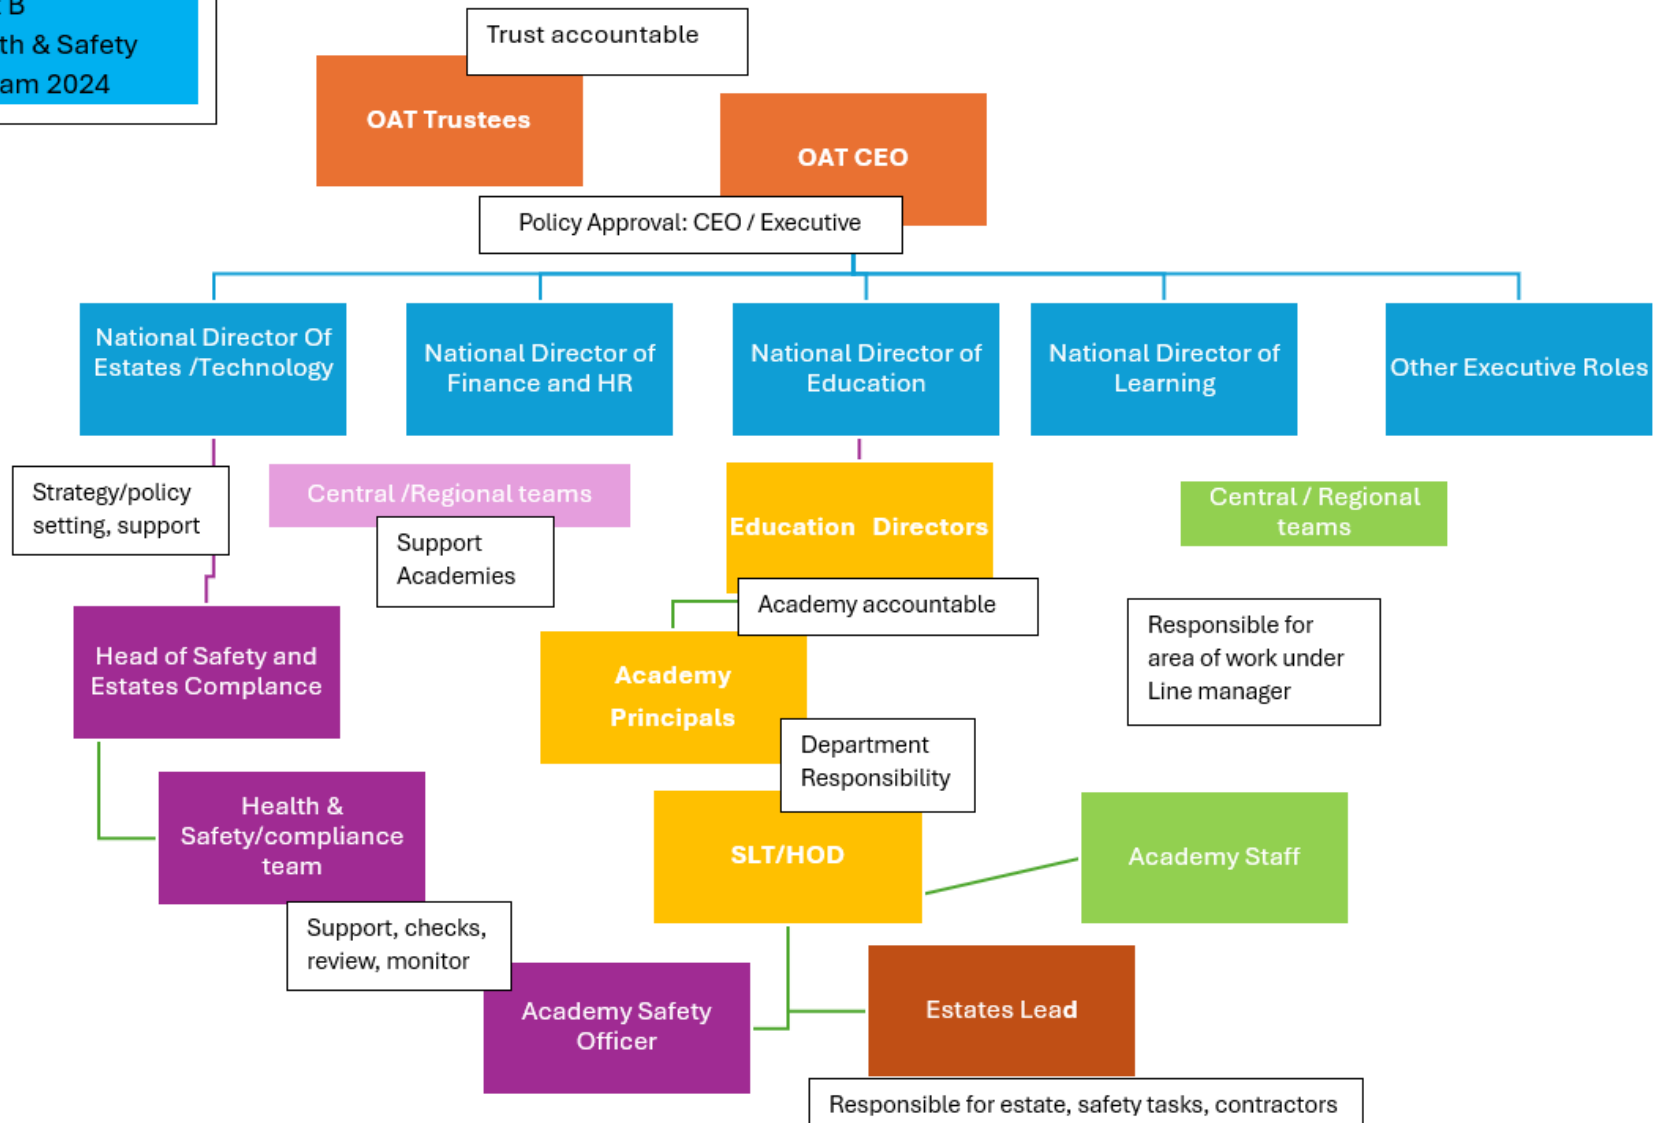 B
th & Safety
am 2024
Trust accountable
OAT Trustees
OAT CEO
Policy Approval: CEO / Executive
National Director Of
Estates /Technology
National Director of
Finance and HR
National Director of
Education
National Director of
Learning
Other Executive Roles
Strategy/policy
setting, support
Central /Regional teams
Support
Academies
Education Directors
Central / Regional
teams
Academy accountable
Responsible for
area of work under
Line manager
Head of Safety and
Estates Complance
Academy
Principals
Department
Responsibility
Health &
Safety/compliance
team
SLT/HOD
Academy Staff
Support, checks,
review, monitor
Academy Safety
Officer
Estates Lead
Responsible for estate, safety tasks, contractors